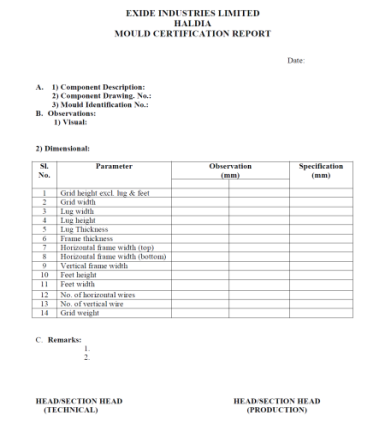 EXIDE INDUSTRIES LIMITED
HALDIA
MOULD CERTIFICATION REPORT
Date:
A. 1) Component Description:
2) Component Drawing. No.:
3) Mould Identification No.:
B. Observations:
1) Visual:
2) Dimensional:
Sl. No. Parameter Observation (mm) Specification (mm)
1 Grid height excl. lug & feet
2 Grid width
3 Lug width
4 Lug height
5 Lug Thickness
6 Frame thickness
7 Horizontal frame width (top)
8 Horizontal frame width (bottom)
9 Vertical frame width
10 Feet height
11 Feet width
12 No. of horizontal wires
13 No. of vertical wire
14 Grid weight
C. Remarks:
1.
2.
HEAD/SECTION HEAD HEAD/SECTION HEAD
(TECHNICAL) (PRODUCTION)